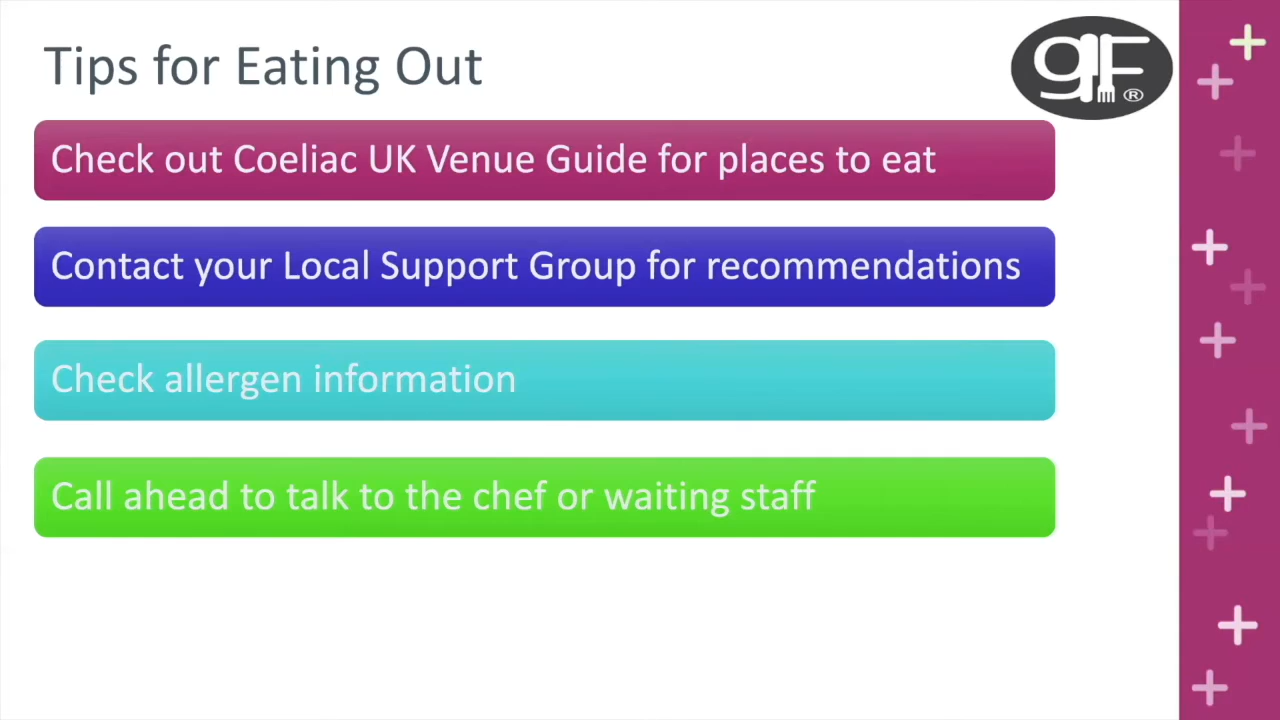 Tips for Eating Out
gf
®
Check out Coeliac UK Venue Guide for places to eat
Contact your Local Support Group for recommendations
Check allergen information
Call ahead to talk to the chef or waiting staff